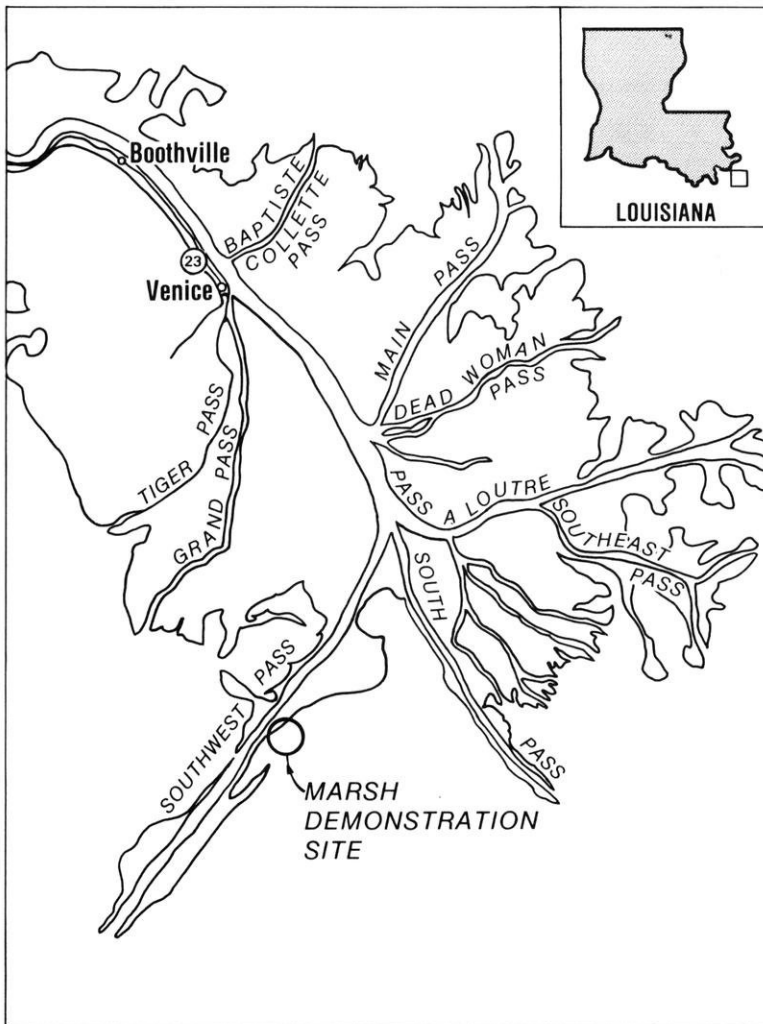 LOUISIANA
Boothville
BAPTISTE
COLLETTE
PASS
23
Venice
MAIN PASS
DEAD WOMAN
PASS
TIGER PASS
GRAND PASS
PASS A LOUTRE
SOUTHEAST
PASS
SOUTH PASS
SOUTHWEST PASS
MARSH
DEMONSTRATION
SITE